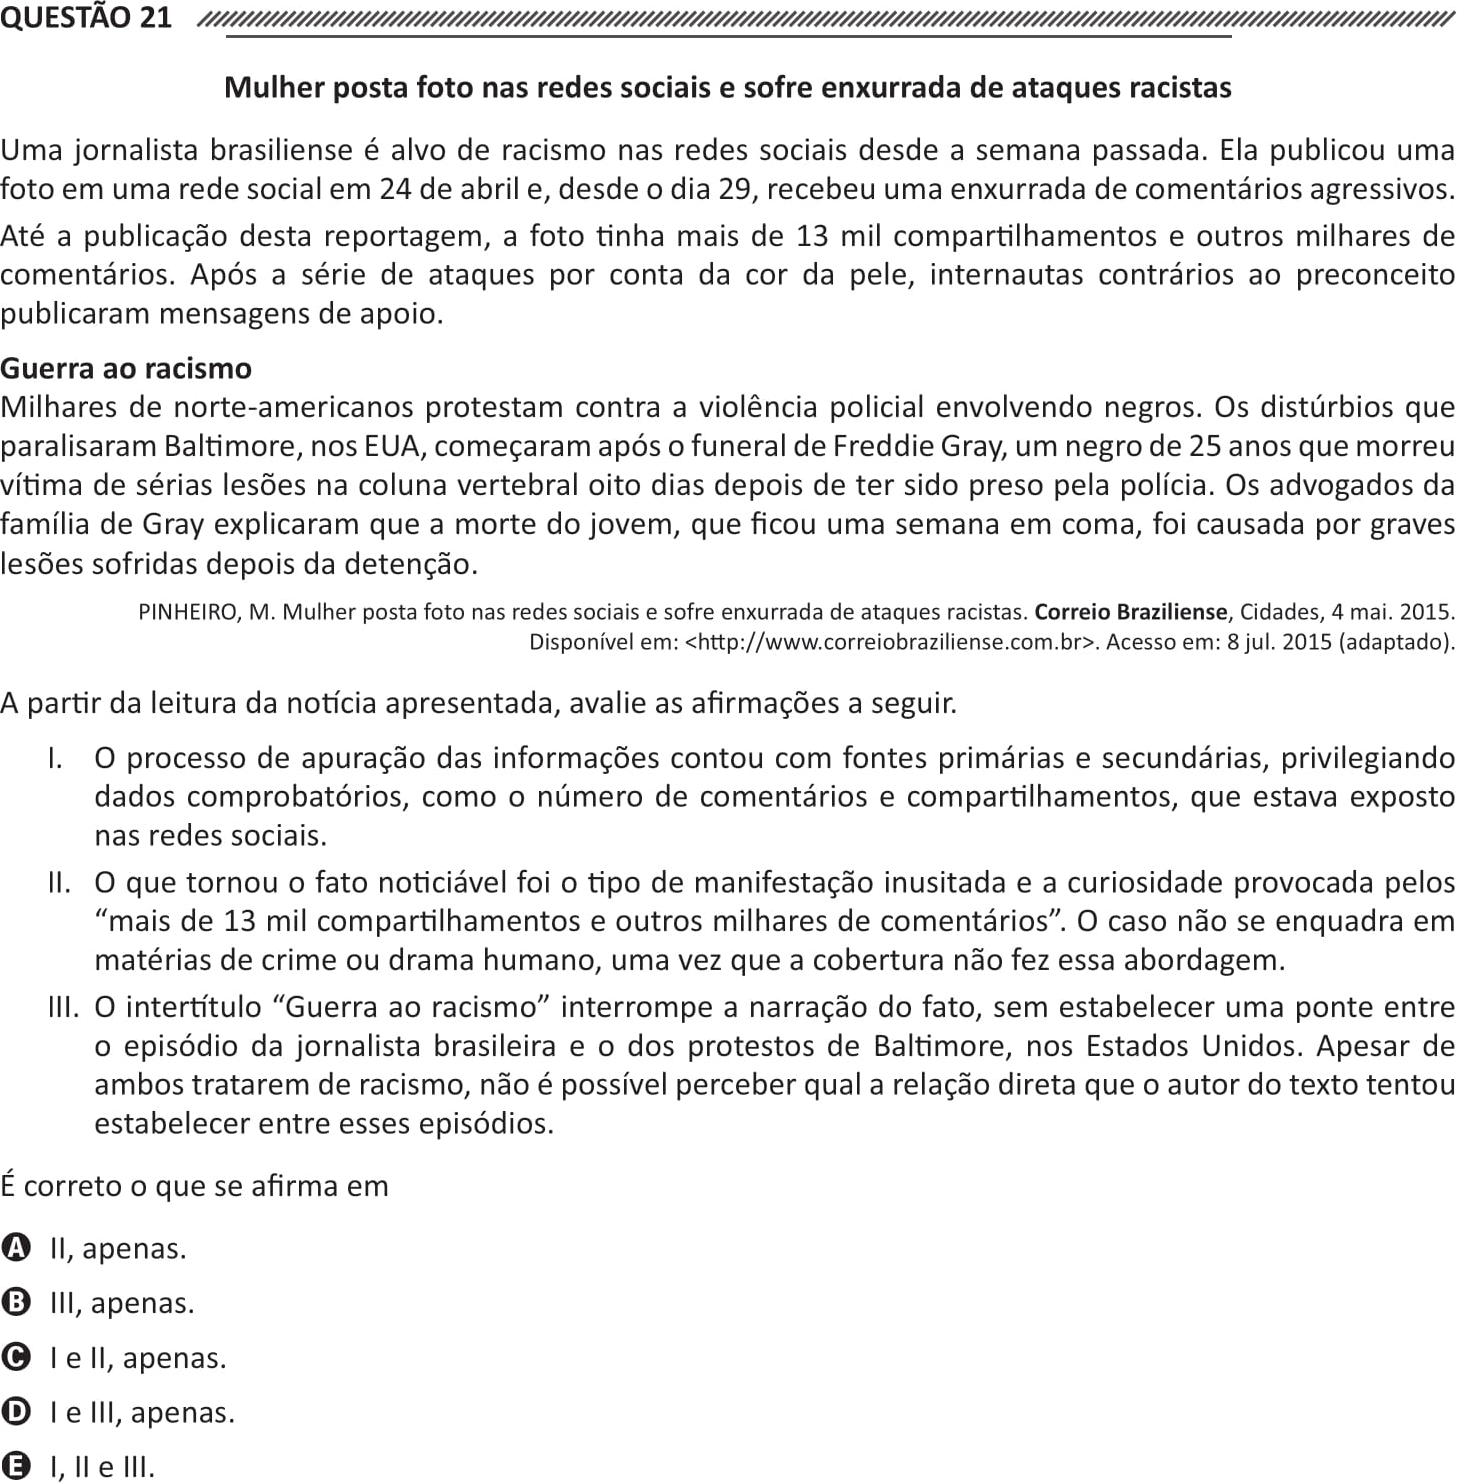 QUESTÃO 21
Mulher posta foto nas redes sociais e sofre enxurrada de ataques racistas
Uma jornalista brasiliense é alvo de racismo nas redes sociais desde a semana passada. Ela publicou uma
foto em uma rede social em 24 de abril e, desde o dia 29, recebeu uma enxurrada de comentários agressivos.
Até a publicação desta reportagem, a foto tinha mais de 13 mil compartilhamentos e outros milhares de
comentários. Após a série de ataques por conta da cor da pele, internautas contrários ao preconceito
publicaram mensagens de apoio.
Guerra ao racismo
Milhares de norte-americanos protestam contra a violência policial envolvendo negros. Os distúrbios que
paralisaram Baltimore, nos EUA, começaram após o funeral de Freddie Gray, um negro de 25 anos que morreu
vítima de sérias lesões na coluna vertebral oito dias depois de ter sido preso pela polícia. Os advogados da
família de Gray explicaram que a morte do jovem, que ficou uma semana em coma, foi causada por graves
lesões sofridas depois da detenção.
PINHEIRO, M. Mulher posta foto nas redes sociais e sofre enxurrada de ataques racistas. Correio Braziliense, Cidades, 4 mai. 2015.
Disponível em: <http://www.correiobraziliense.com.br>. Acesso em: 8 jul. 2015 (adaptado).
A partir da leitura da notícia apresentada, avalie as afirmações a seguir.
I. O processo de apuração das informações contou com fontes primárias e secundárias, privilegiando
dados comprobatórios, como o número de comentários e compartilhamentos, que estava exposto
nas redes sociais.
II. O que tornou o fato noticiável foi o tipo de manifestação inusitada e a curiosidade provocada pelos
“mais de 13 mil compartilhamentos e outros milhares de comentários”. O caso não se enquadra em
matérias de crime ou drama humano, uma vez que a cobertura não fez essa abordagem.
III. O intertítulo “Guerra ao racismo” interrompe a narração do fato, sem estabelecer uma ponte entre
o episódio da jornalista brasileira e o dos protestos de Baltimore, nos Estados Unidos. Apesar de
ambos tratarem de racismo, não é possível perceber qual a relação direta que o autor do texto tentou
estabelecer entre esses episódios.
É correto o que se afirma em
A II, apenas.
B III, apenas.
C I e II, apenas.
D I e III, apenas.
E I, II e III.